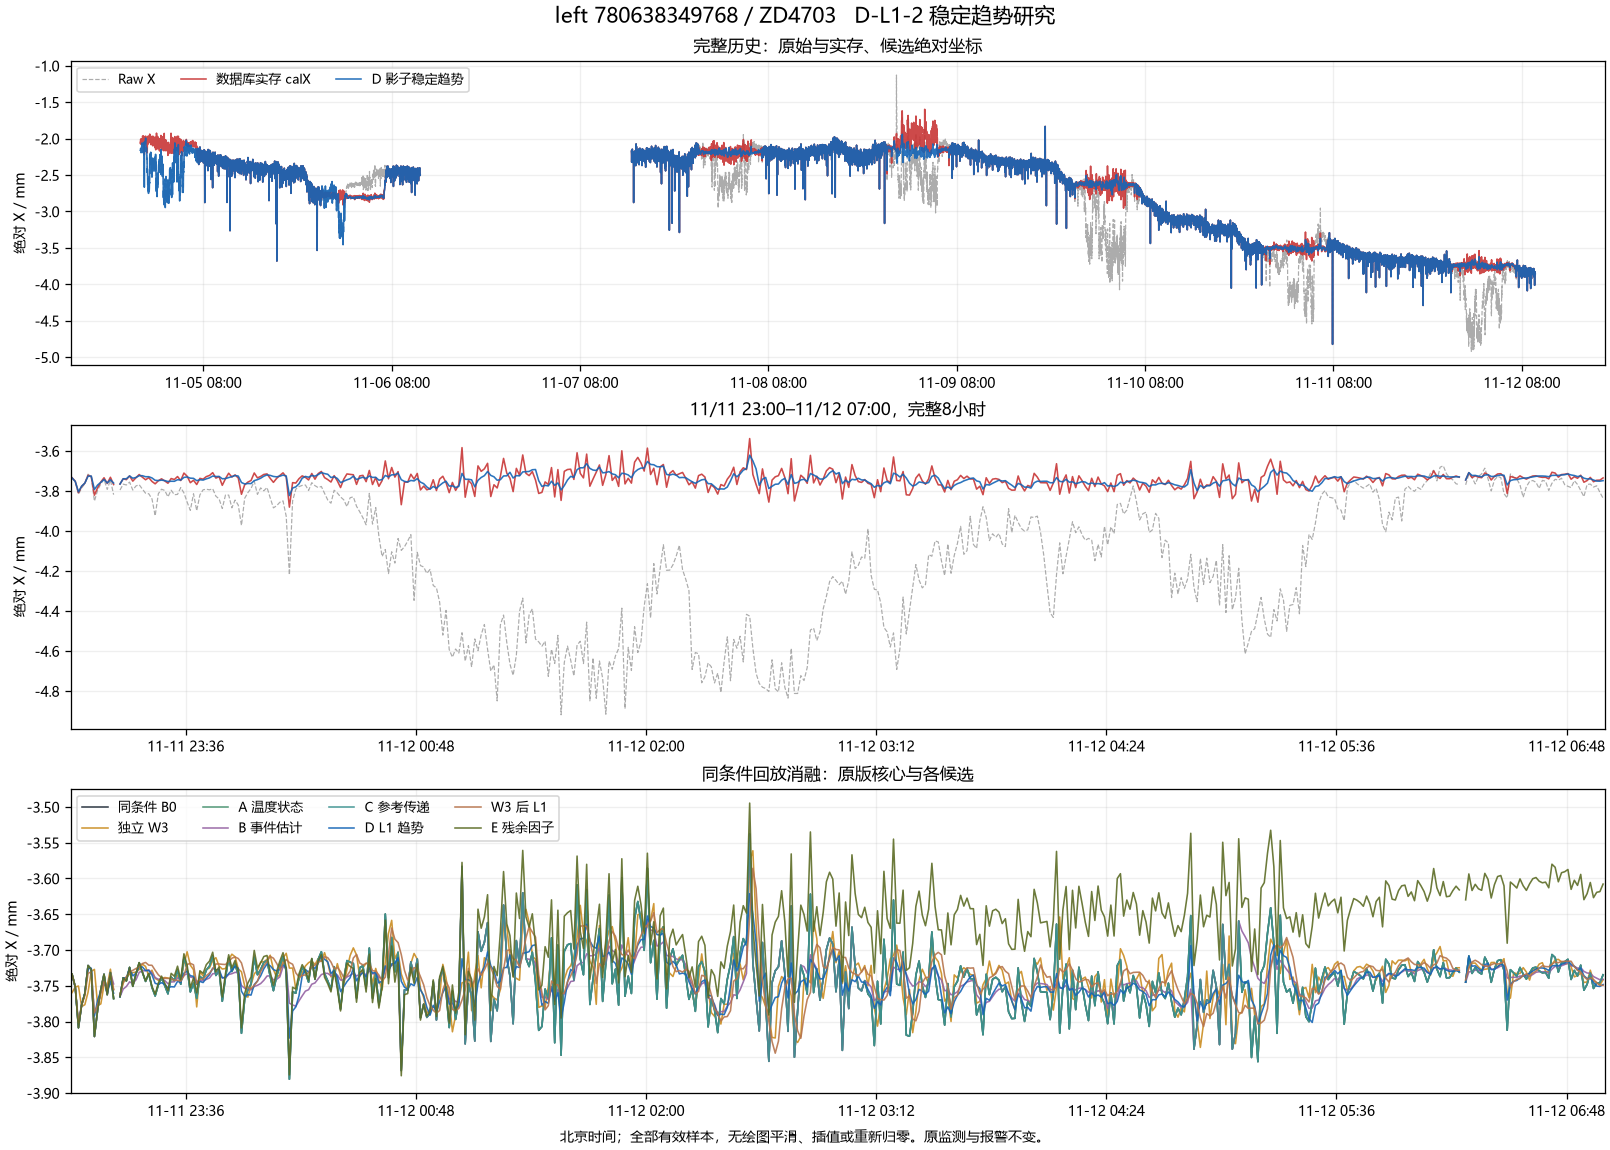 left 780638349768 / ZD4703 D-L1-2 稳定趋势研究
完整历史：原始与实存、候选绝对坐标
Raw X 数据库实存 calX D 影子稳定趋势
绝对 X / mm
-1.0
-1.5
-2.0
-2.5
-3.0
-3.5
-4.0
-4.5
-5.0
11-05 08:00 11-06 08:00 11-07 08:00 11-08 08:00 11-09 08:00 11-10 08:00 11-11 08:00 11-12 08:00
11/11 23:00–11/12 07:00，完整8小时
绝对 X / mm
-3.6
-3.8
-4.0
-4.2
-4.4
-4.6
-4.8
11-11 23:36 11-12 00:48 11-12 02:00 11-12 03:12 11-12 04:24 11-12 05:36 11-12 06:48
同条件回放消融：原版核心与各候选
同条件 B0 A 温度状态 C 参考传递 W3 后 L1
独立 W3 B 事件估计 D L1 趋势 E 残余因子
绝对 X / mm
-3.50
-3.55
-3.60
-3.65
-3.70
-3.75
-3.80
-3.85
-3.90
11-11 23:36 11-12 00:48 11-12 02:00 11-12 03:12 11-12 04:24 11-12 05:36 11-12 06:48
北京时间；全部有效样本，无绘图平滑、插值或重新归零。原监测与报警不变。